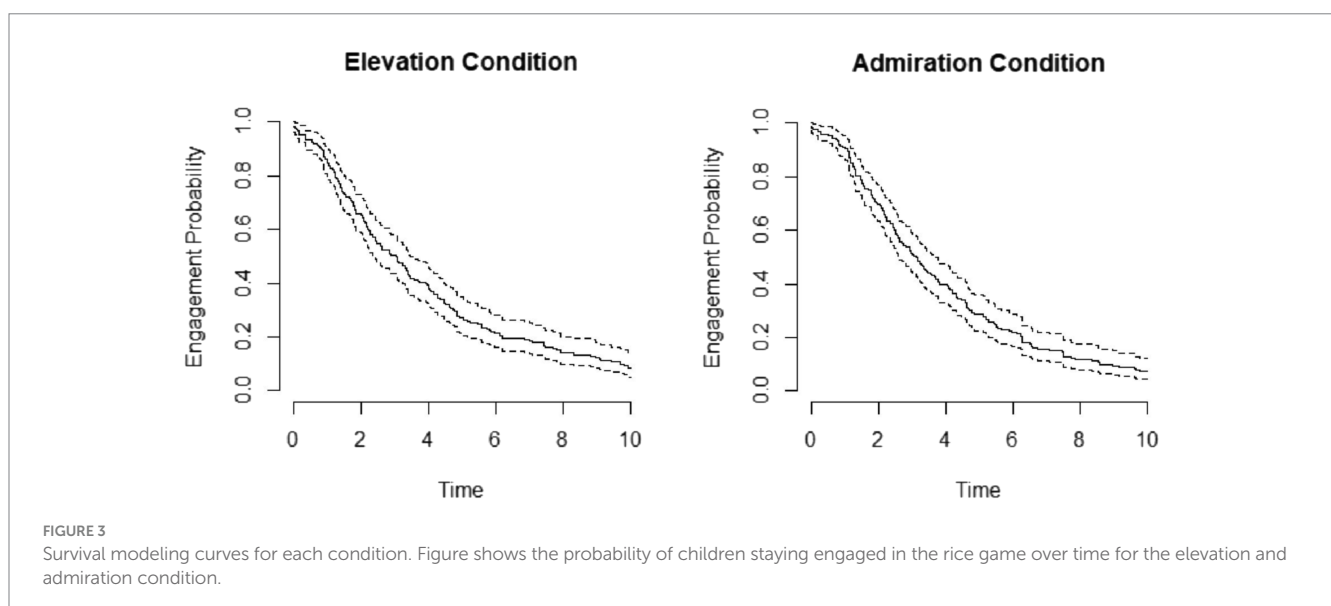 Elevation Condition
Admiration Condition
Engagement Probability
1.0
0.8
0.6
0.4
0.2
0.0
0 2 4 6 8 10
Time
Engagement Probability
1.0
0.8
0.6
0.4
0.2
0.0
0 2 4 6 8 10
Time
FIGURE 3
Survival modeling curves for each condition. Figure shows the probability of children staying engaged in the rice game over time for the elevation and
admiration condition.